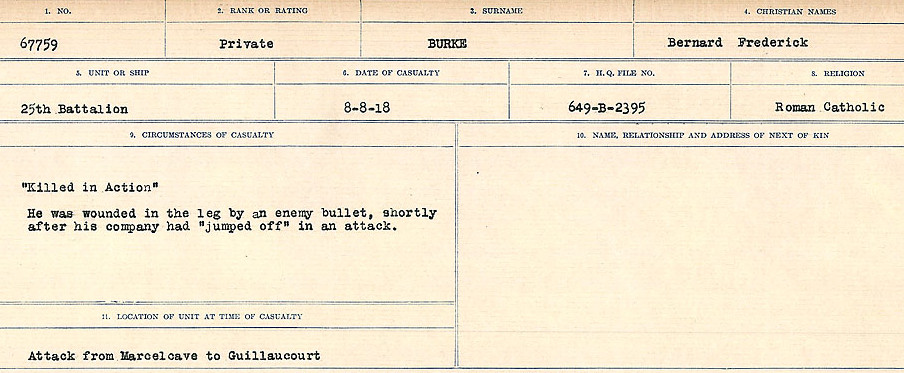 1. NO.
2. RANK OR RATING
3. SURNAME
4. CHRISTIAN NAMES
67759
Private
BURKE
Bernard Frederick
5. UNIT OR SHIP
6. DATE OF CASUALTY
7. H.Q. FILE NO.
8. RELIGION
25th Battalion
8-8-18
649-B-2395
Roman Catholic
9. CIRCUMSTANCES OF CASUALTY
"Killed in Action"
He was wounded in the leg by an enemy bullet, shortly
after his company had "jumped off" in an attack.
10. NAME, RELATIONSHIP AND ADDRESS OF NEXT OF KIN
11. LOCATION OF UNIT AT TIME OF CASUALTY
Attack from Marcelcave to Guillaucourt